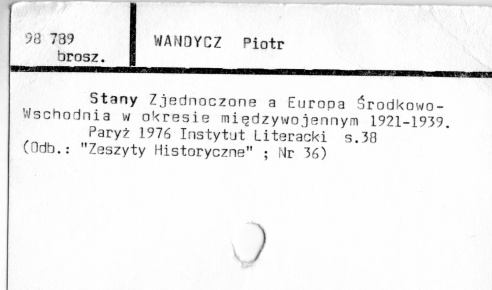 98 789
brosz.
WANDYCZ Piotr
Stany Zjednoczone a Europa Środkowo-
Wschodnia w okresie międzywojennym 1921-1939.
Paryż 1976 Instytut Literacki s.38
(Odb.: "Zeszyty Historyczne" ; Nr 36)